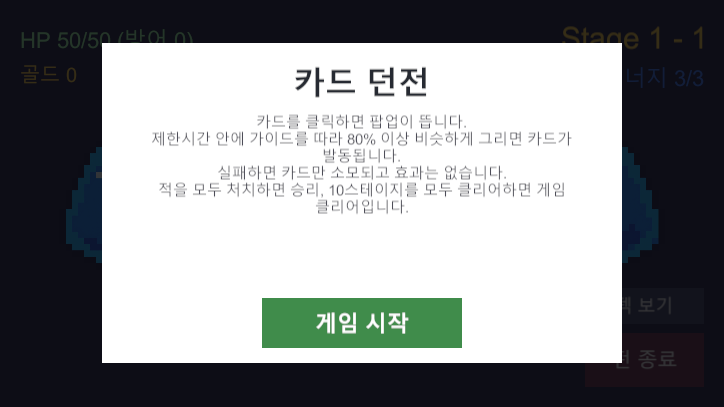 HP 50/50 (방어 0)
Stage 1 - 1
골드 0
너지 3/3
카드 던전
카드를 클릭하면 팝업이 뜹니다.
제한시간 안에 가이드를 따라 80% 이상 비슷하게 그리면 카드가
발동됩니다.
실패하면 카드만 소모되고 효과는 없습니다.
적을 모두 처치하면 승리, 10스테이지를 모두 클리어하면 게임
클리어입니다.
게임 시작
보기
종료